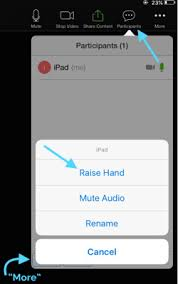 23%
Mute Stop Video Share Content Participants More
Participants (1)
iPad (me)
iPad
Raise Hand
Mute Audio
Rename
Cancel
"More"